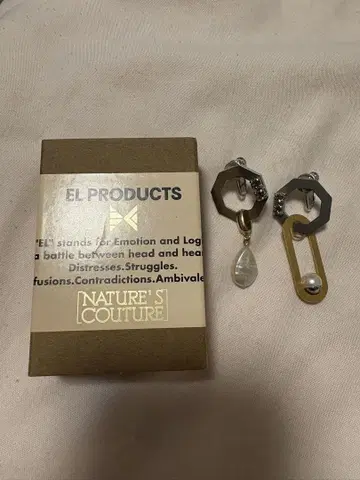 EL PRODUCTS
"EL" stands for Emotion and Log
a battle between head and hear
Distresses.Struggles.
fusions.Contradictions.Ambivale
NATURE'S
COUTURE